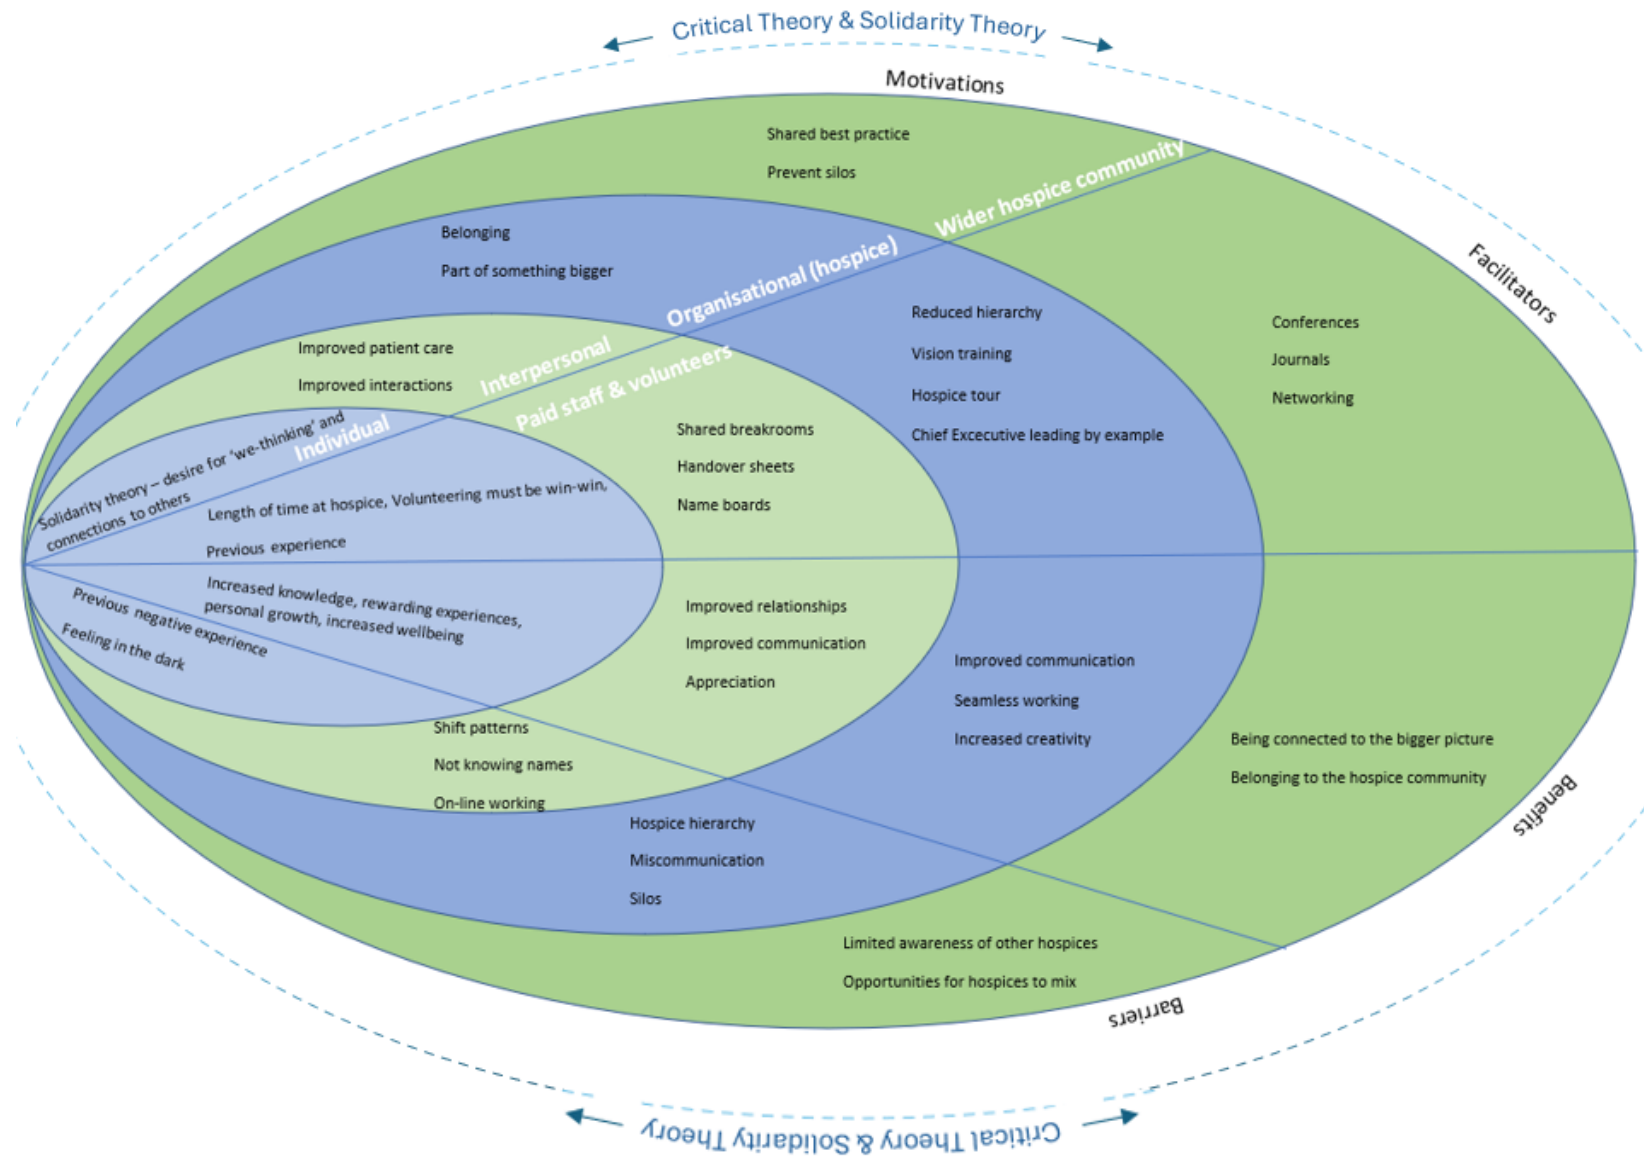 Critical Theory & Solidarity Theory
Motivations
Shared best practice
Prevent silos
Wider hospice community
Belonging
Part of something bigger
Organisational (hospice)
Facilitators
Improved patient care
Improved interactions
Interpersonal
Paid staff & volunteers
Reduced hierarchy
Vision training
Hospice tour
Chief Excecutive leading by example
Conferences
Journals
Networking
Solidarity theory – desire for 'we-thinking' and
connections to others
Individual
Length of time at hospice, Volunteering must be win-win,
Previous experience
Shared breakrooms
Handover sheets
Name boards
Increased knowledge, rewarding experiences,
personal growth, increased wellbeing
Previous negative experience
Feeling in the dark
Improved relationships
Improved communication
Appreciation
Improved communication
Seamless working
Increased creativity
Being connected to the bigger picture
Belonging to the hospice community
Benefits
Shift patterns
Not knowing names
On-line working
Hospice hierarchy
Miscommunication
Silos
Limited awareness of other hospices
Opportunities for hospices to mix
Barriers
Critical Theory & Solidarity Theory